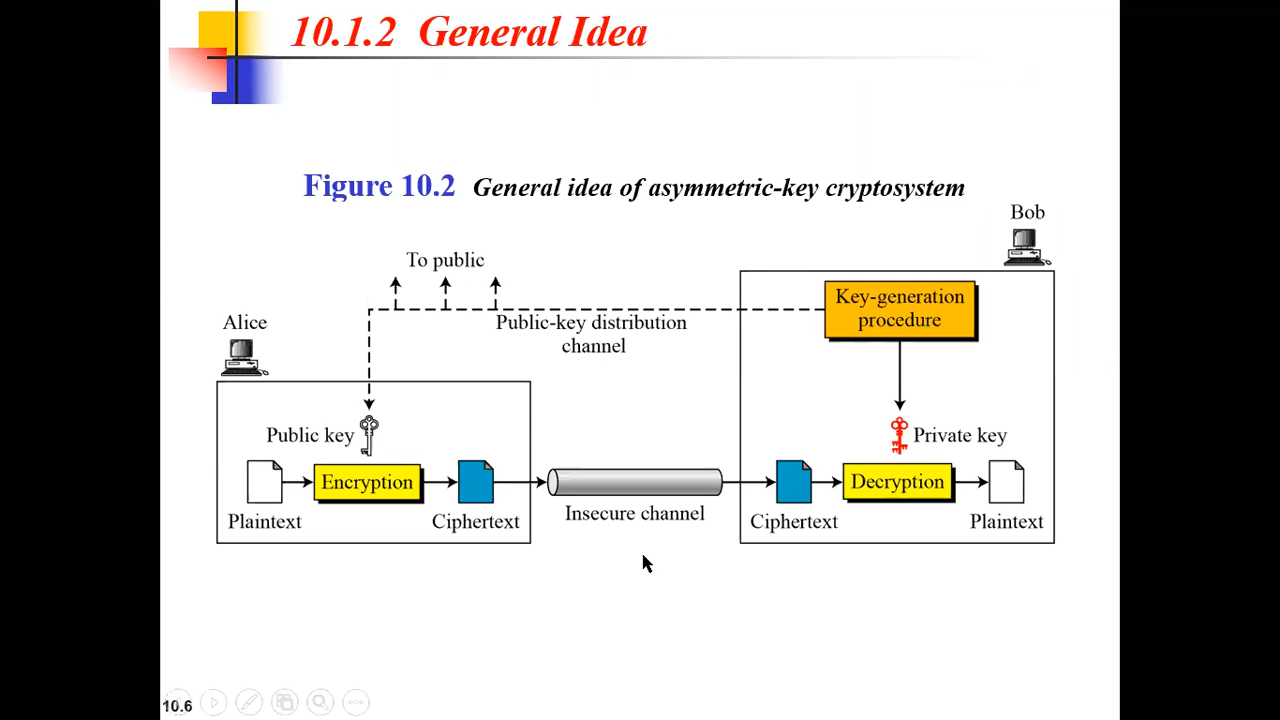 10.1.2 General Idea
Figure 10.2 General idea of asymmetric-key cryptosystem
Bob
To public
Key-generation
procedure
Public-key distribution
channel
Alice
Public key
Private key
Encryption
Decryption
Plaintext
Ciphertext
Insecure channel
Ciphertext
Plaintext
10.6